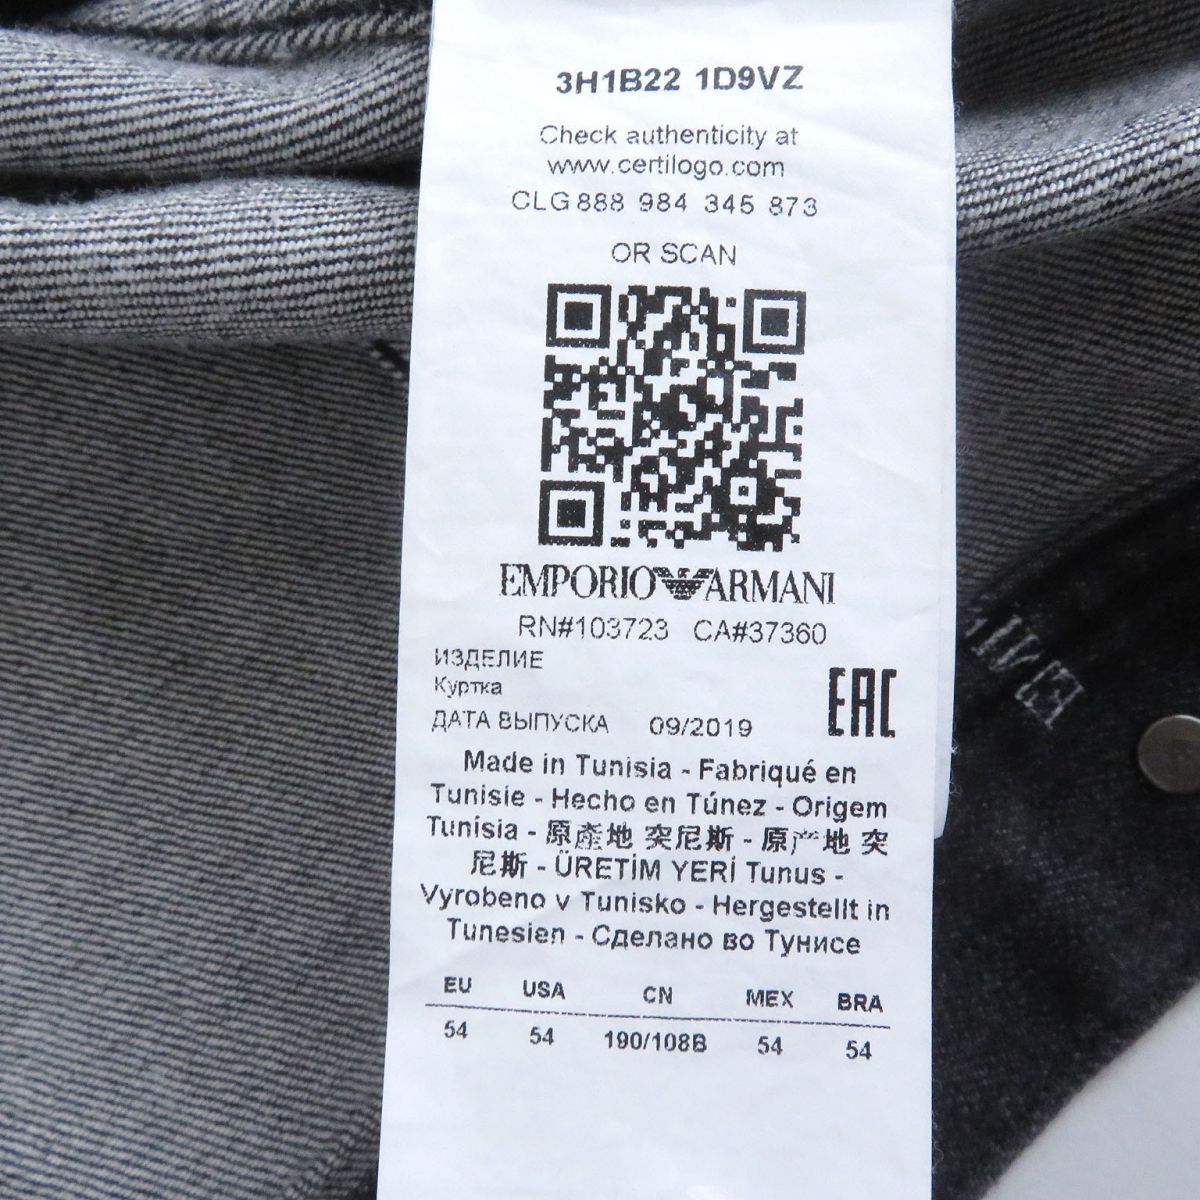 3H1B22 1D9VZ
Check authenticity at
www.certilogo.com
CLG 888 984 345 873
OR SCAN
EMPORIO ARMANI
RN#103723 CA#37360
ИЗДЕЛИЕ
Куртка
ДАТА ВЫПУСКА 09/2019
EAC
Made in Tunisia - Fabriqué en
Tunisie - Hecho en Túnez - Origem
Tunísia - 原產地 突尼斯 - 原产地 突
尼斯 - ÜRETİM YERİ Tunus -
Vyrobeno v Tunisko - Hergestellt in
Tunesien - Сделано во Тунисе
EU USA CN MEX BRA
54 54 190/108B 54 54